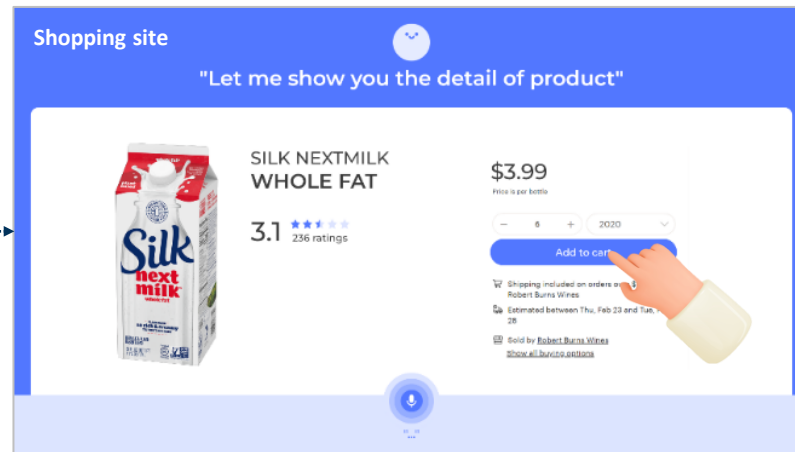 Shopping site
"Let me show you the detail of product"
SILK NEXTMILK
WHOLE FAT
3.1
236 ratings
Silk
next
milk
whole fat
$3.99
Price is per bottle
− 6 + 2020
Add to cart
Shipping included on orders $
Robert Burns Wines
Estimated between Thu, Feb 23 and Tue,
28
Sold by Robert Burns Wines
Show all buying options